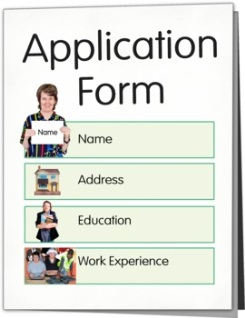 Application
Form
Name
Name
Address
Education
Work Experience